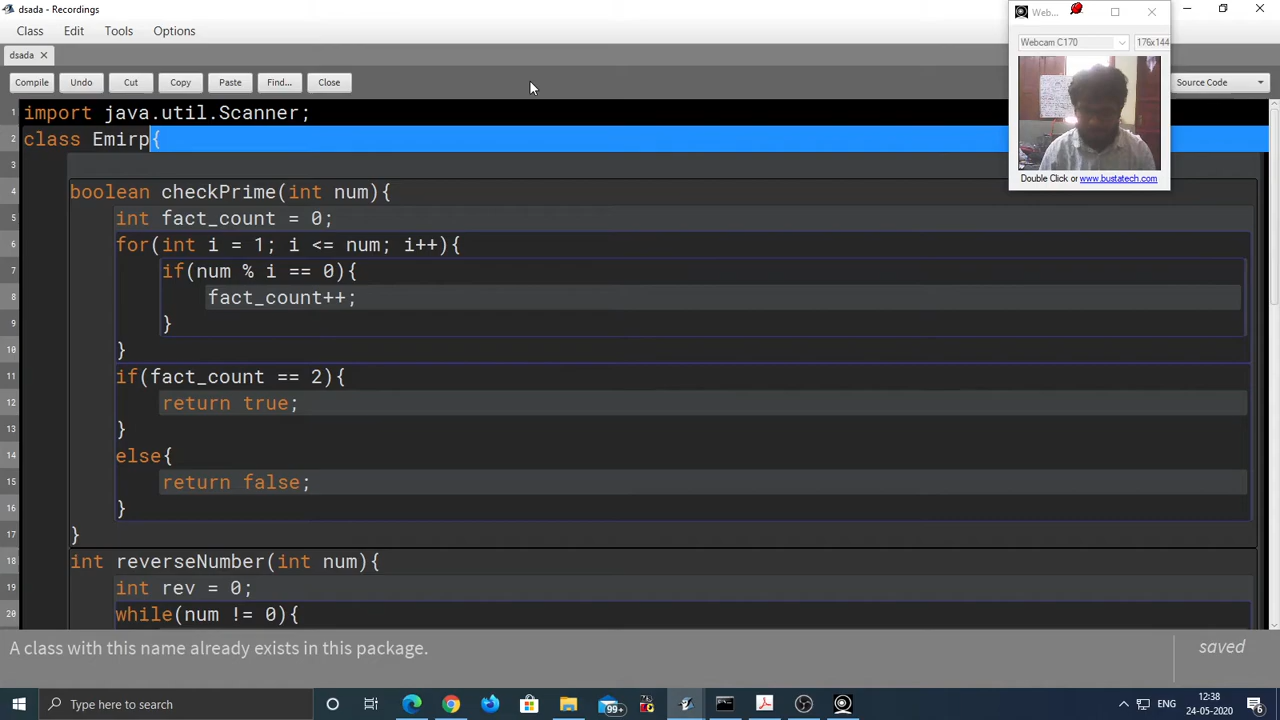 dsada - Recordings
Class Edit Tools Options
dsada
Compile Undo Cut Copy Paste Find... Close Source Code
Web...
Webcam C170 176x144
Double Click or www.bustatech.com
1 import java.util.Scanner;
2 class Emirp{
3
4 boolean checkPrime(int num){
5 int fact_count = 0;
6 for(int i = 1; i <= num; i++){
7 if(num % i == 0){
8 fact_count++;
9 }
10 }
11 if(fact_count == 2){
12 return true;
13 }
14 else{
15 return false;
16 }
17 }
18 int reverseNumber(int num){
19 int rev = 0;
20 while(num != 0){
A class with this name already exists in this package.
saved
Type here to search
99+
ENG
12:38
24-05-2020
6